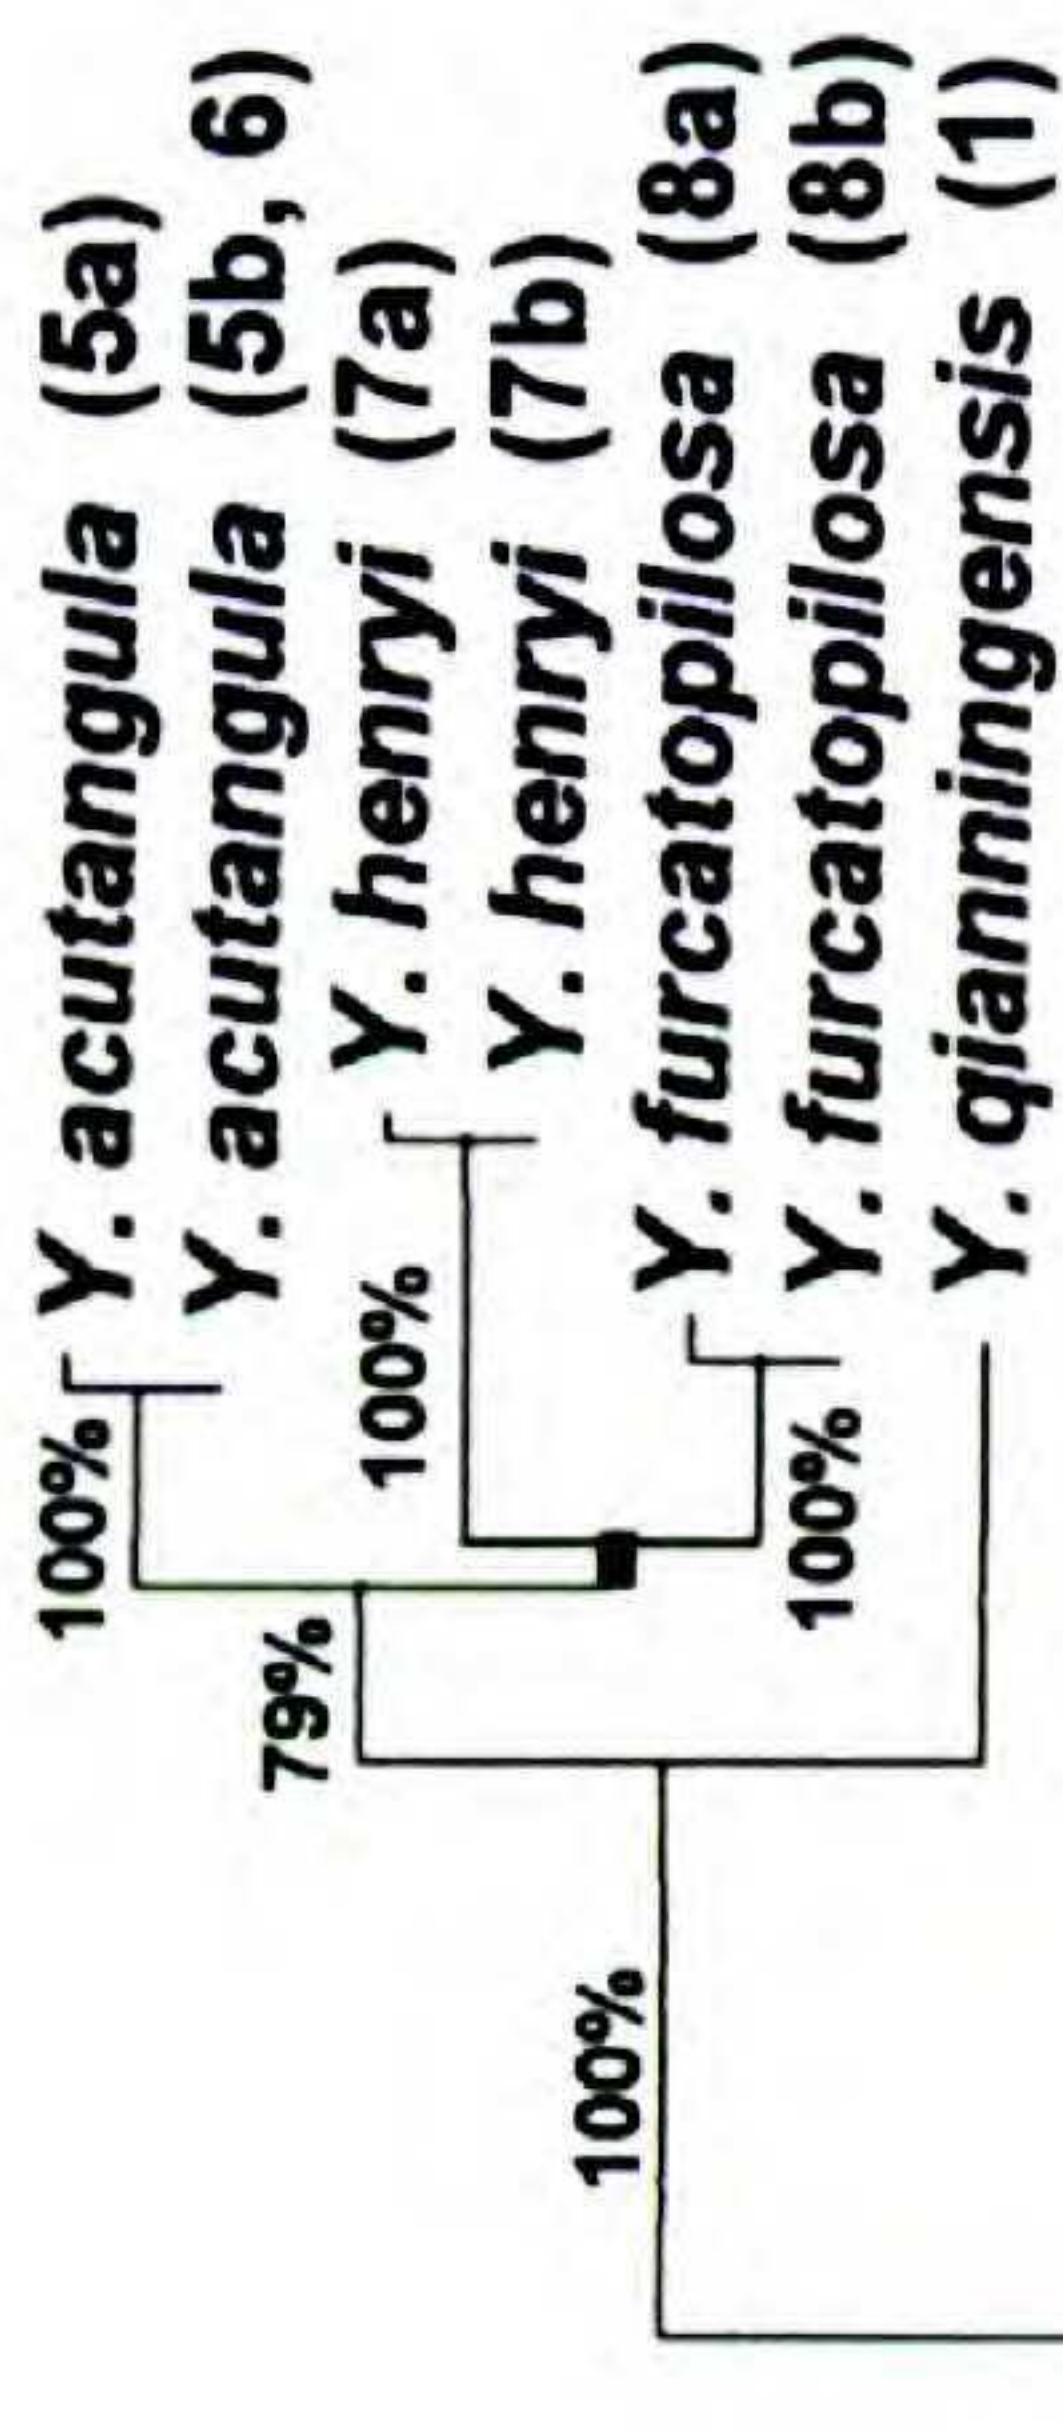 Y. acutangula (5a)
100%
Y. acutangula (5b, 6)
79%
Y. henryi (7a)
100%
Y. henryi (7b)
100%
Y. furcatopilosa (8a)
Y. furcatopilosa (8b)
100%
Y. qianningensis (1)